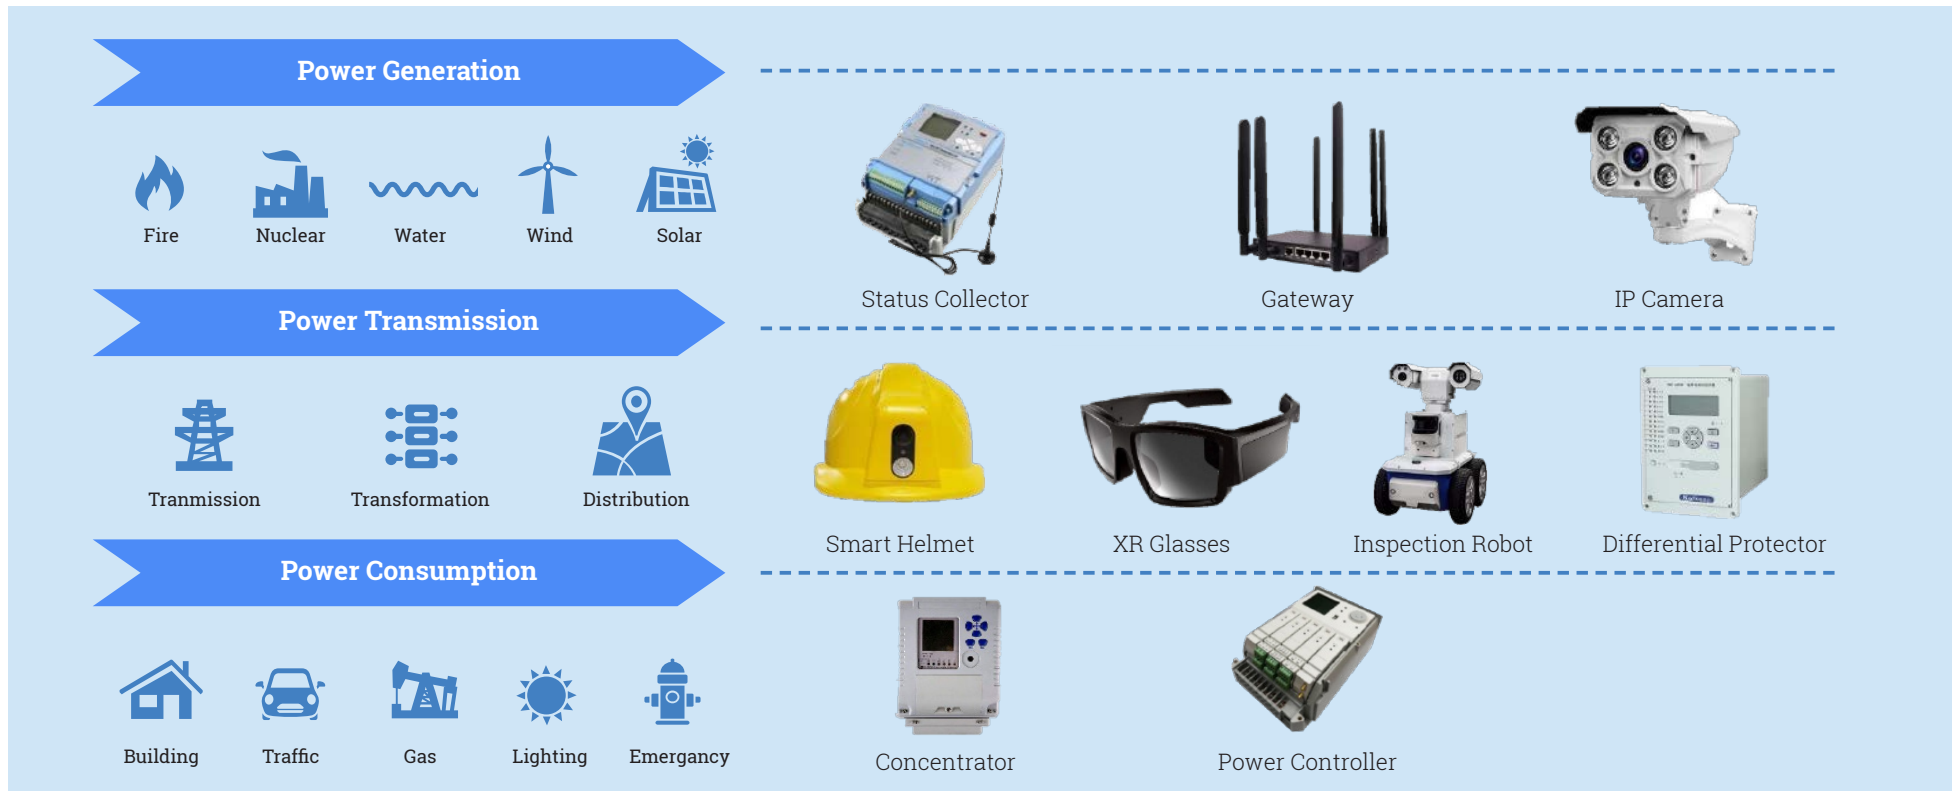 Power Generation
Fire
Nuclear
Water
Wind
Solar
Status Collector
Gateway
IP Camera
Power Transmission
Tranmission
Transformation
Distribution
Smart Helmet
XR Glasses
Inspection Robot
Differential Protector
Power Consumption
Building
Traffic
Gas
Lighting
Emergancy
Concentrator
Power Controller